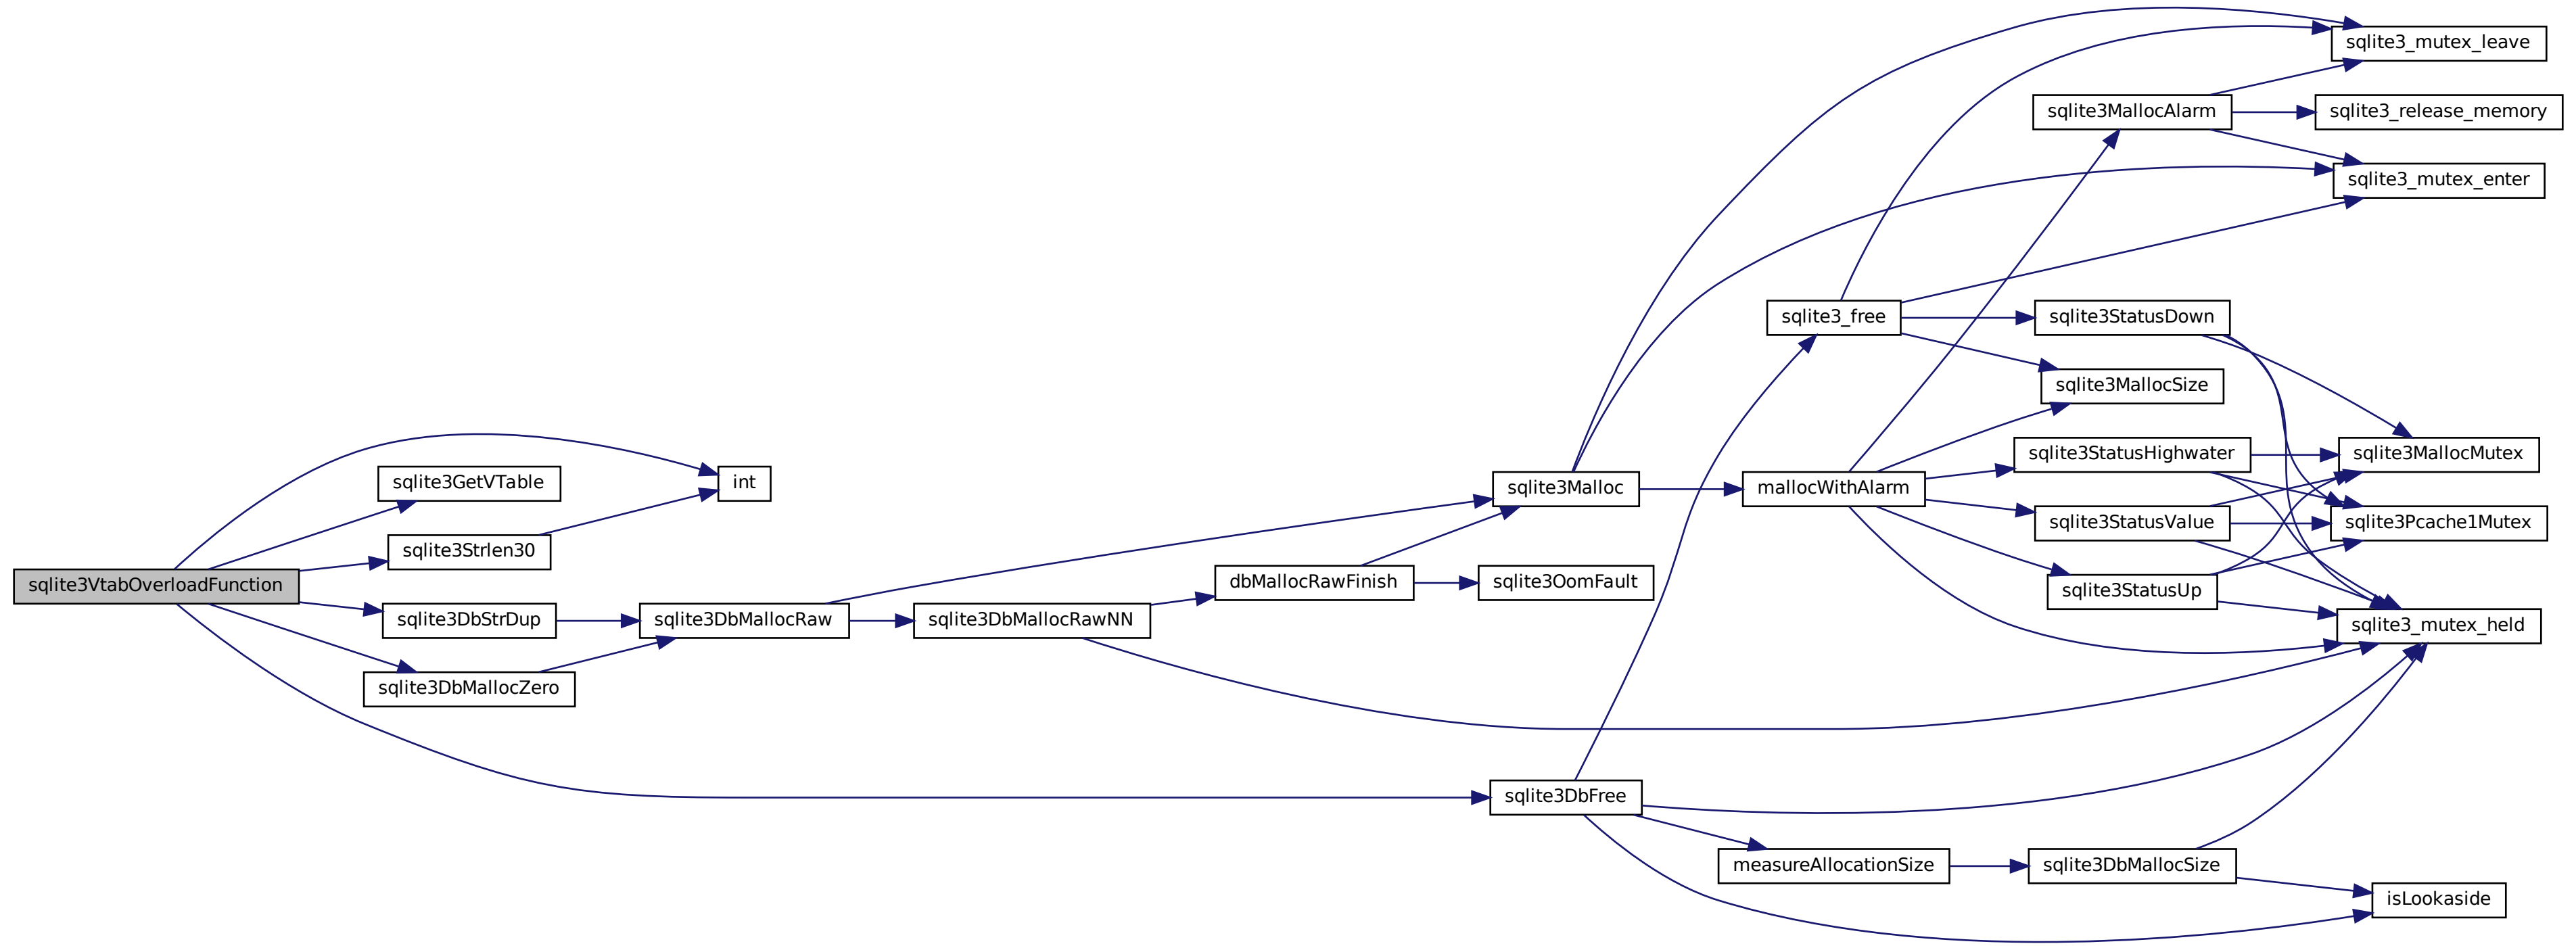 sqlite3VtabOverloadFunction
sqlite3GetVTable
sqlite3Strlen30
sqlite3DbStrDup
sqlite3DbMallocZero
int
sqlite3DbMallocRaw
sqlite3DbMallocRawNN
dbMallocRawFinish
sqlite3Malloc
sqlite3OomFault
sqlite3DbFree
sqlite3_free
mallocWithAlarm
measureAllocationSize
sqlite3MallocAlarm
sqlite3StatusDown
sqlite3MallocSize
sqlite3StatusHighwater
sqlite3StatusValue
sqlite3StatusUp
sqlite3DbMallocSize
sqlite3_mutex_leave
sqlite3_release_memory
sqlite3_mutex_enter
sqlite3MallocMutex
sqlite3Pcache1Mutex
sqlite3_mutex_held
isLookaside